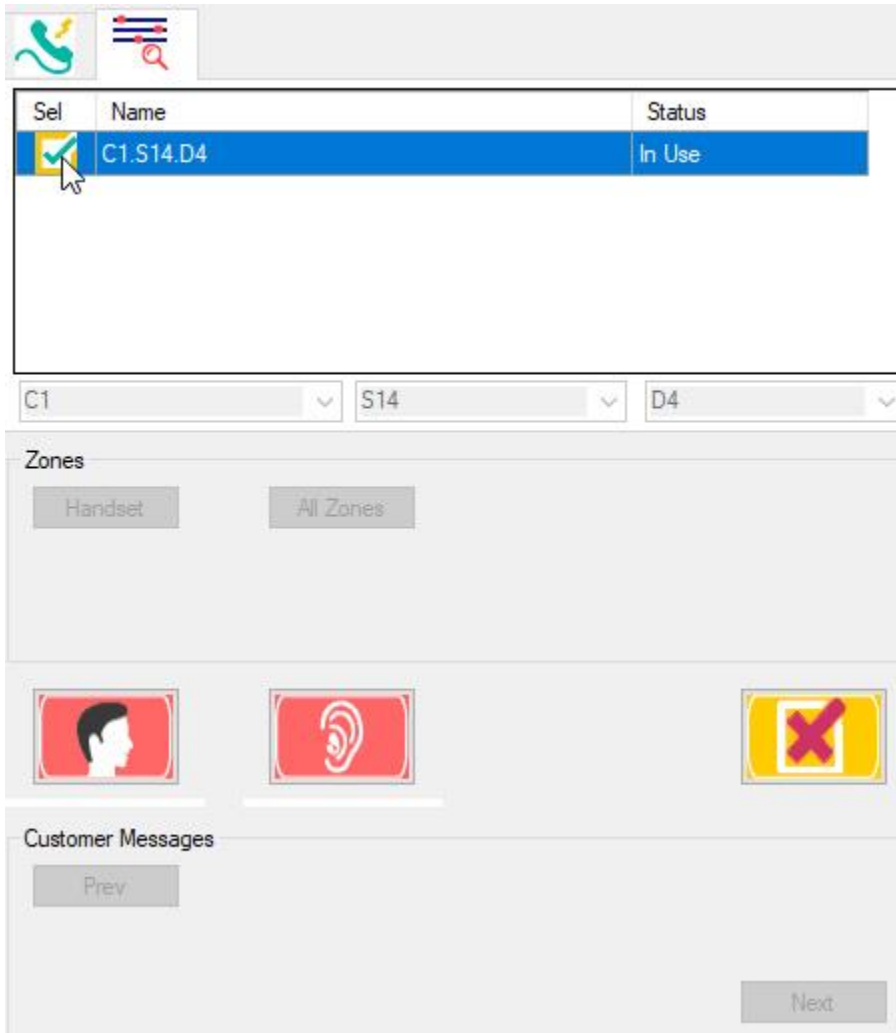 Sel Name Status
C1.S14.D4 In Use
C1 S14 D4
Zones
Handset All Zones
Customer Messages
Prev
Next